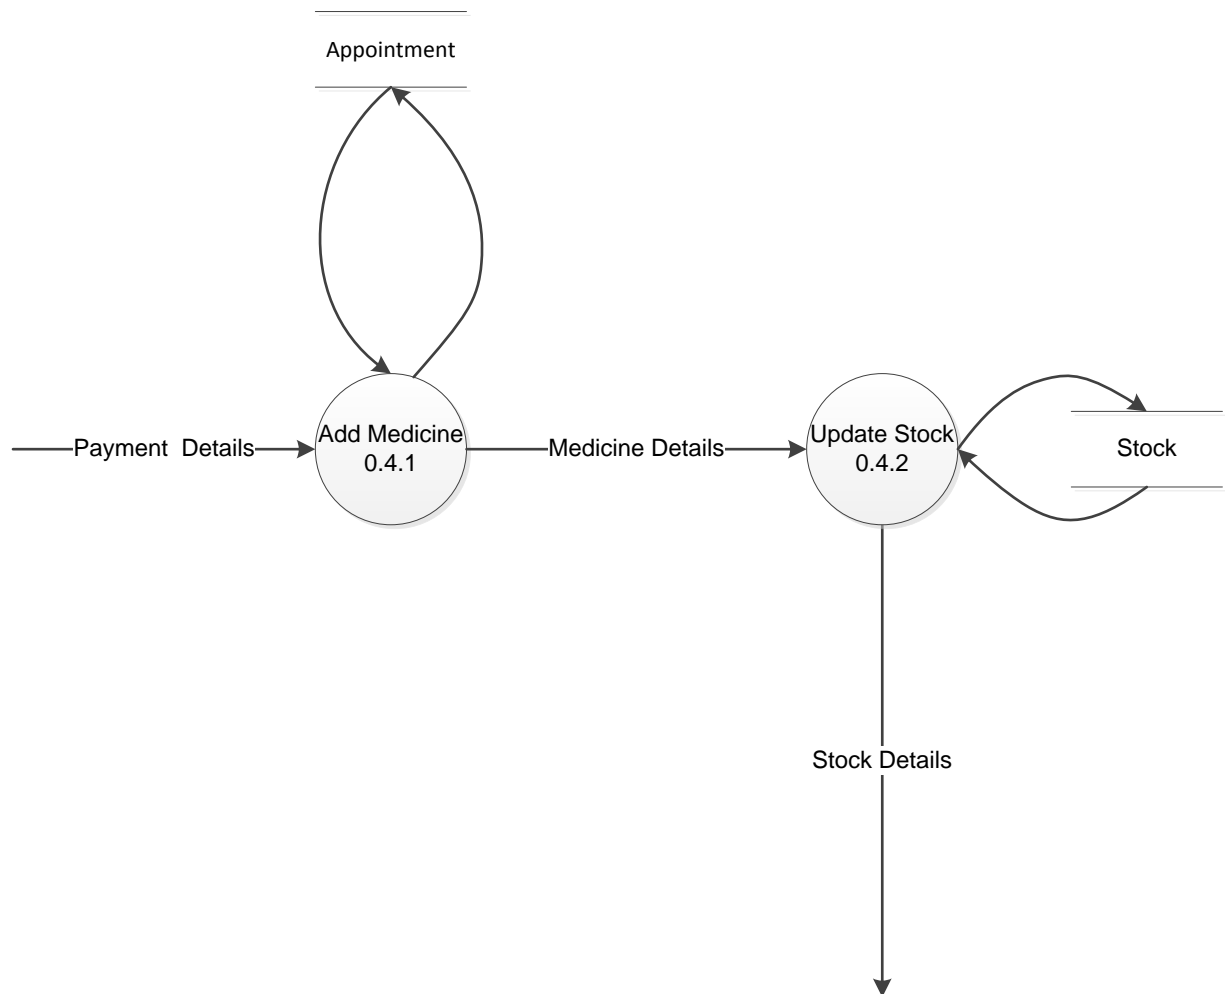 Appointment
Payment  Details
Add Medicine
0.4.1
Medicine Details
Update Stock
0.4.2
Stock
Stock Details